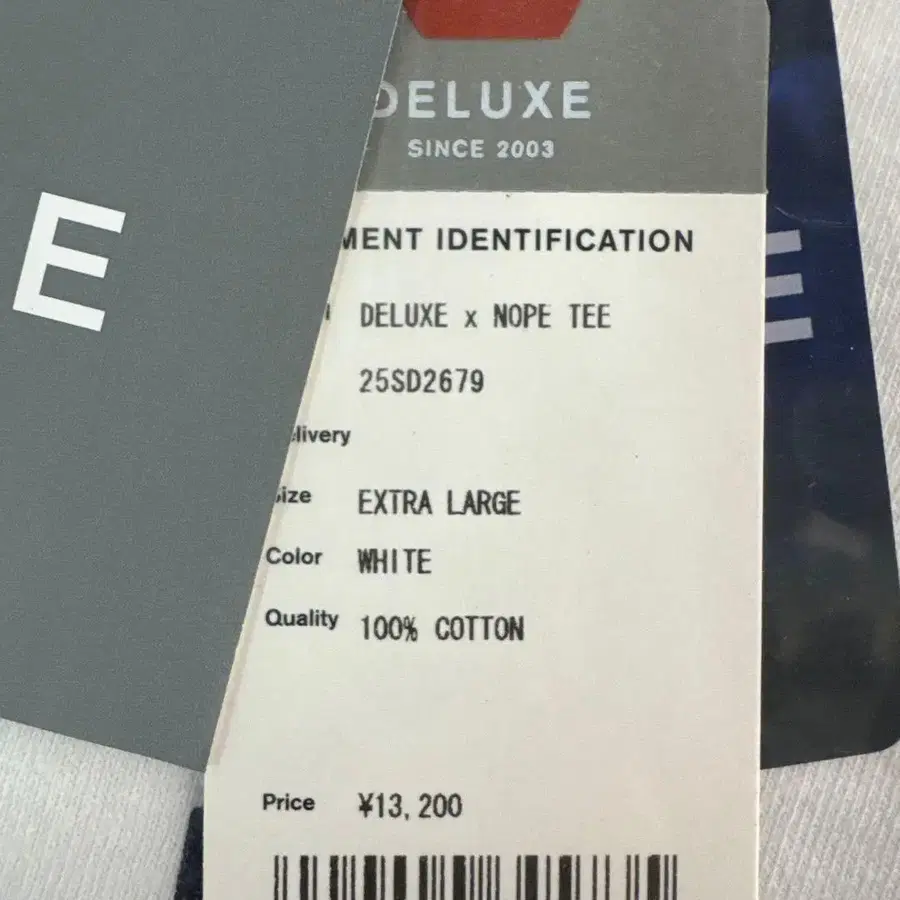 DELUXE
SINCE 2003
MENT IDENTIFICATION
DELUXE x NOPE TEE
25SD2679
livery
Size EXTRA LARGE
Color WHITE
Quality 100% COTTON
Price ¥13,200
E
E